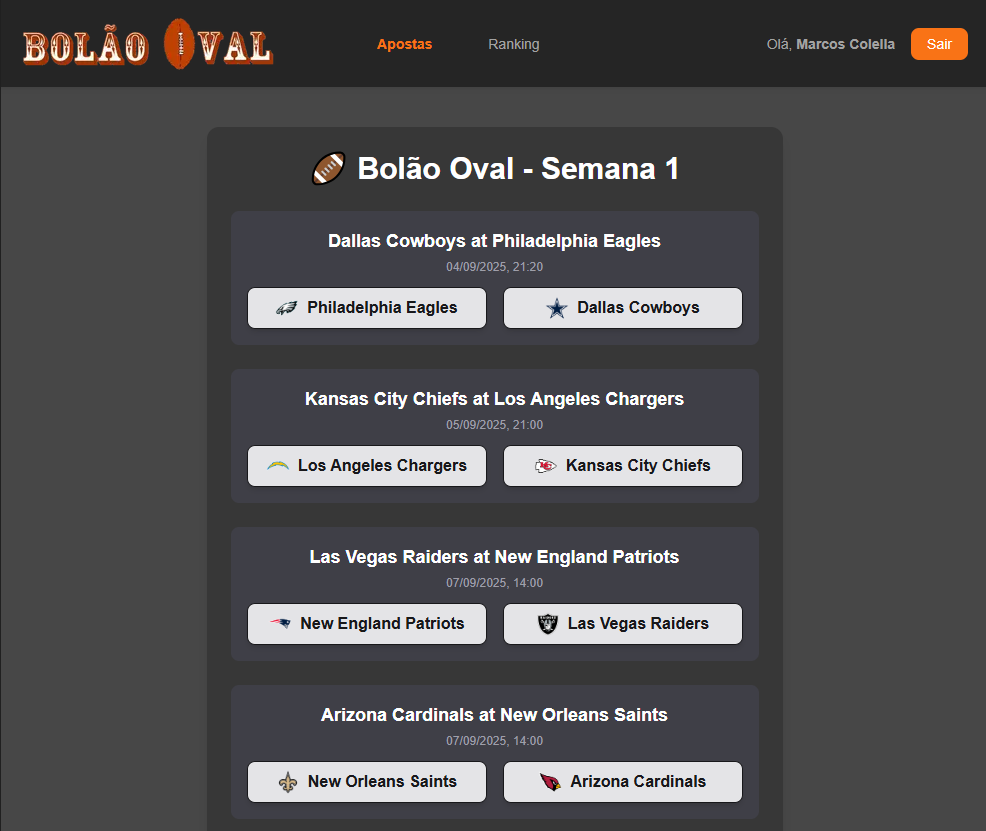 BOLÃO OVAL
Apostas
Ranking
Olá, Marcos Colella
Sair
Bolão Oval - Semana 1
Dallas Cowboys at Philadelphia Eagles
04/09/2025, 21:20
Philadelphia Eagles
Dallas Cowboys
Kansas City Chiefs at Los Angeles Chargers
05/09/2025, 21:00
Los Angeles Chargers
Kansas City Chiefs
Las Vegas Raiders at New England Patriots
07/09/2025, 14:00
New England Patriots
Las Vegas Raiders
Arizona Cardinals at New Orleans Saints
07/09/2025, 14:00
New Orleans Saints
Arizona Cardinals